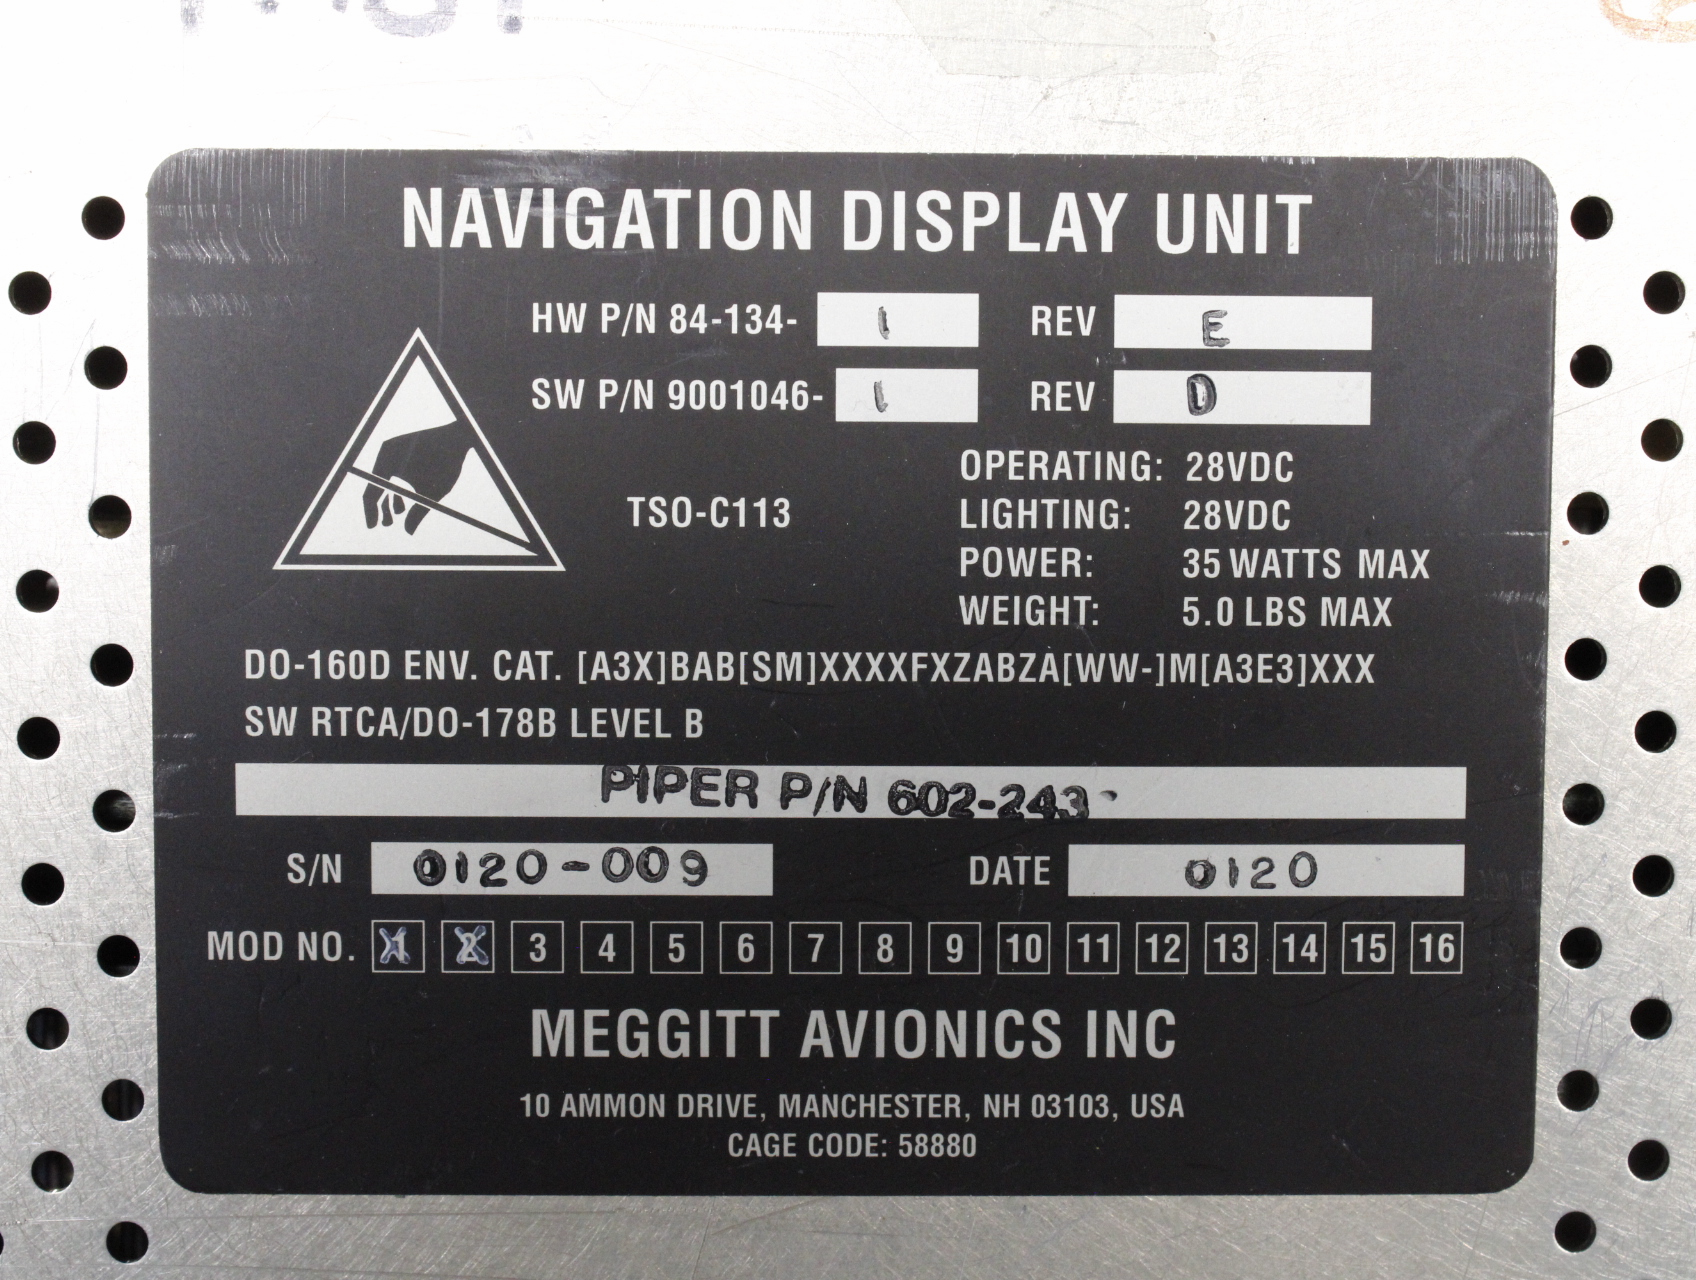 NAVIGATION DISPLAY UNIT
HW P/N 84-134- 1 REV E
SW P/N 9001046- 1 REV D
TSO-C113
OPERATING: 28VDC
LIGHTING: 28VDC
POWER: 35 WATTS MAX
WEIGHT: 5.0 LBS MAX
DO-160D ENV. CAT. [A3X]BAB[SM]XXXXFXZABZA[WW-]M[A3E3]XXX
SW RTCA/DO-178B LEVEL B
PIPER P/N 602-243
S/N 0120-009 DATE 0120
MOD NO. 1 2 3 4 5 6 7 8 9 10 11 12 13 14 15 16
MEGGITT AVIONICS INC
10 AMMON DRIVE, MANCHESTER, NH 03103, USA
CAGE CODE: 58880